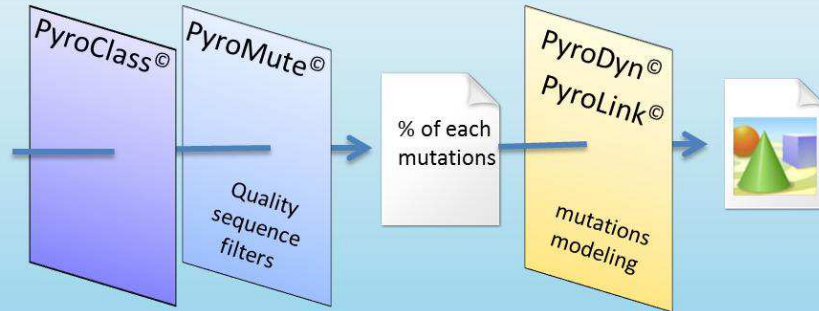 PyroClass©
PyroMute©
Quality
sequence
filters
% of each
mutations
PyroDyn©
PyroLink©
mutations
modeling